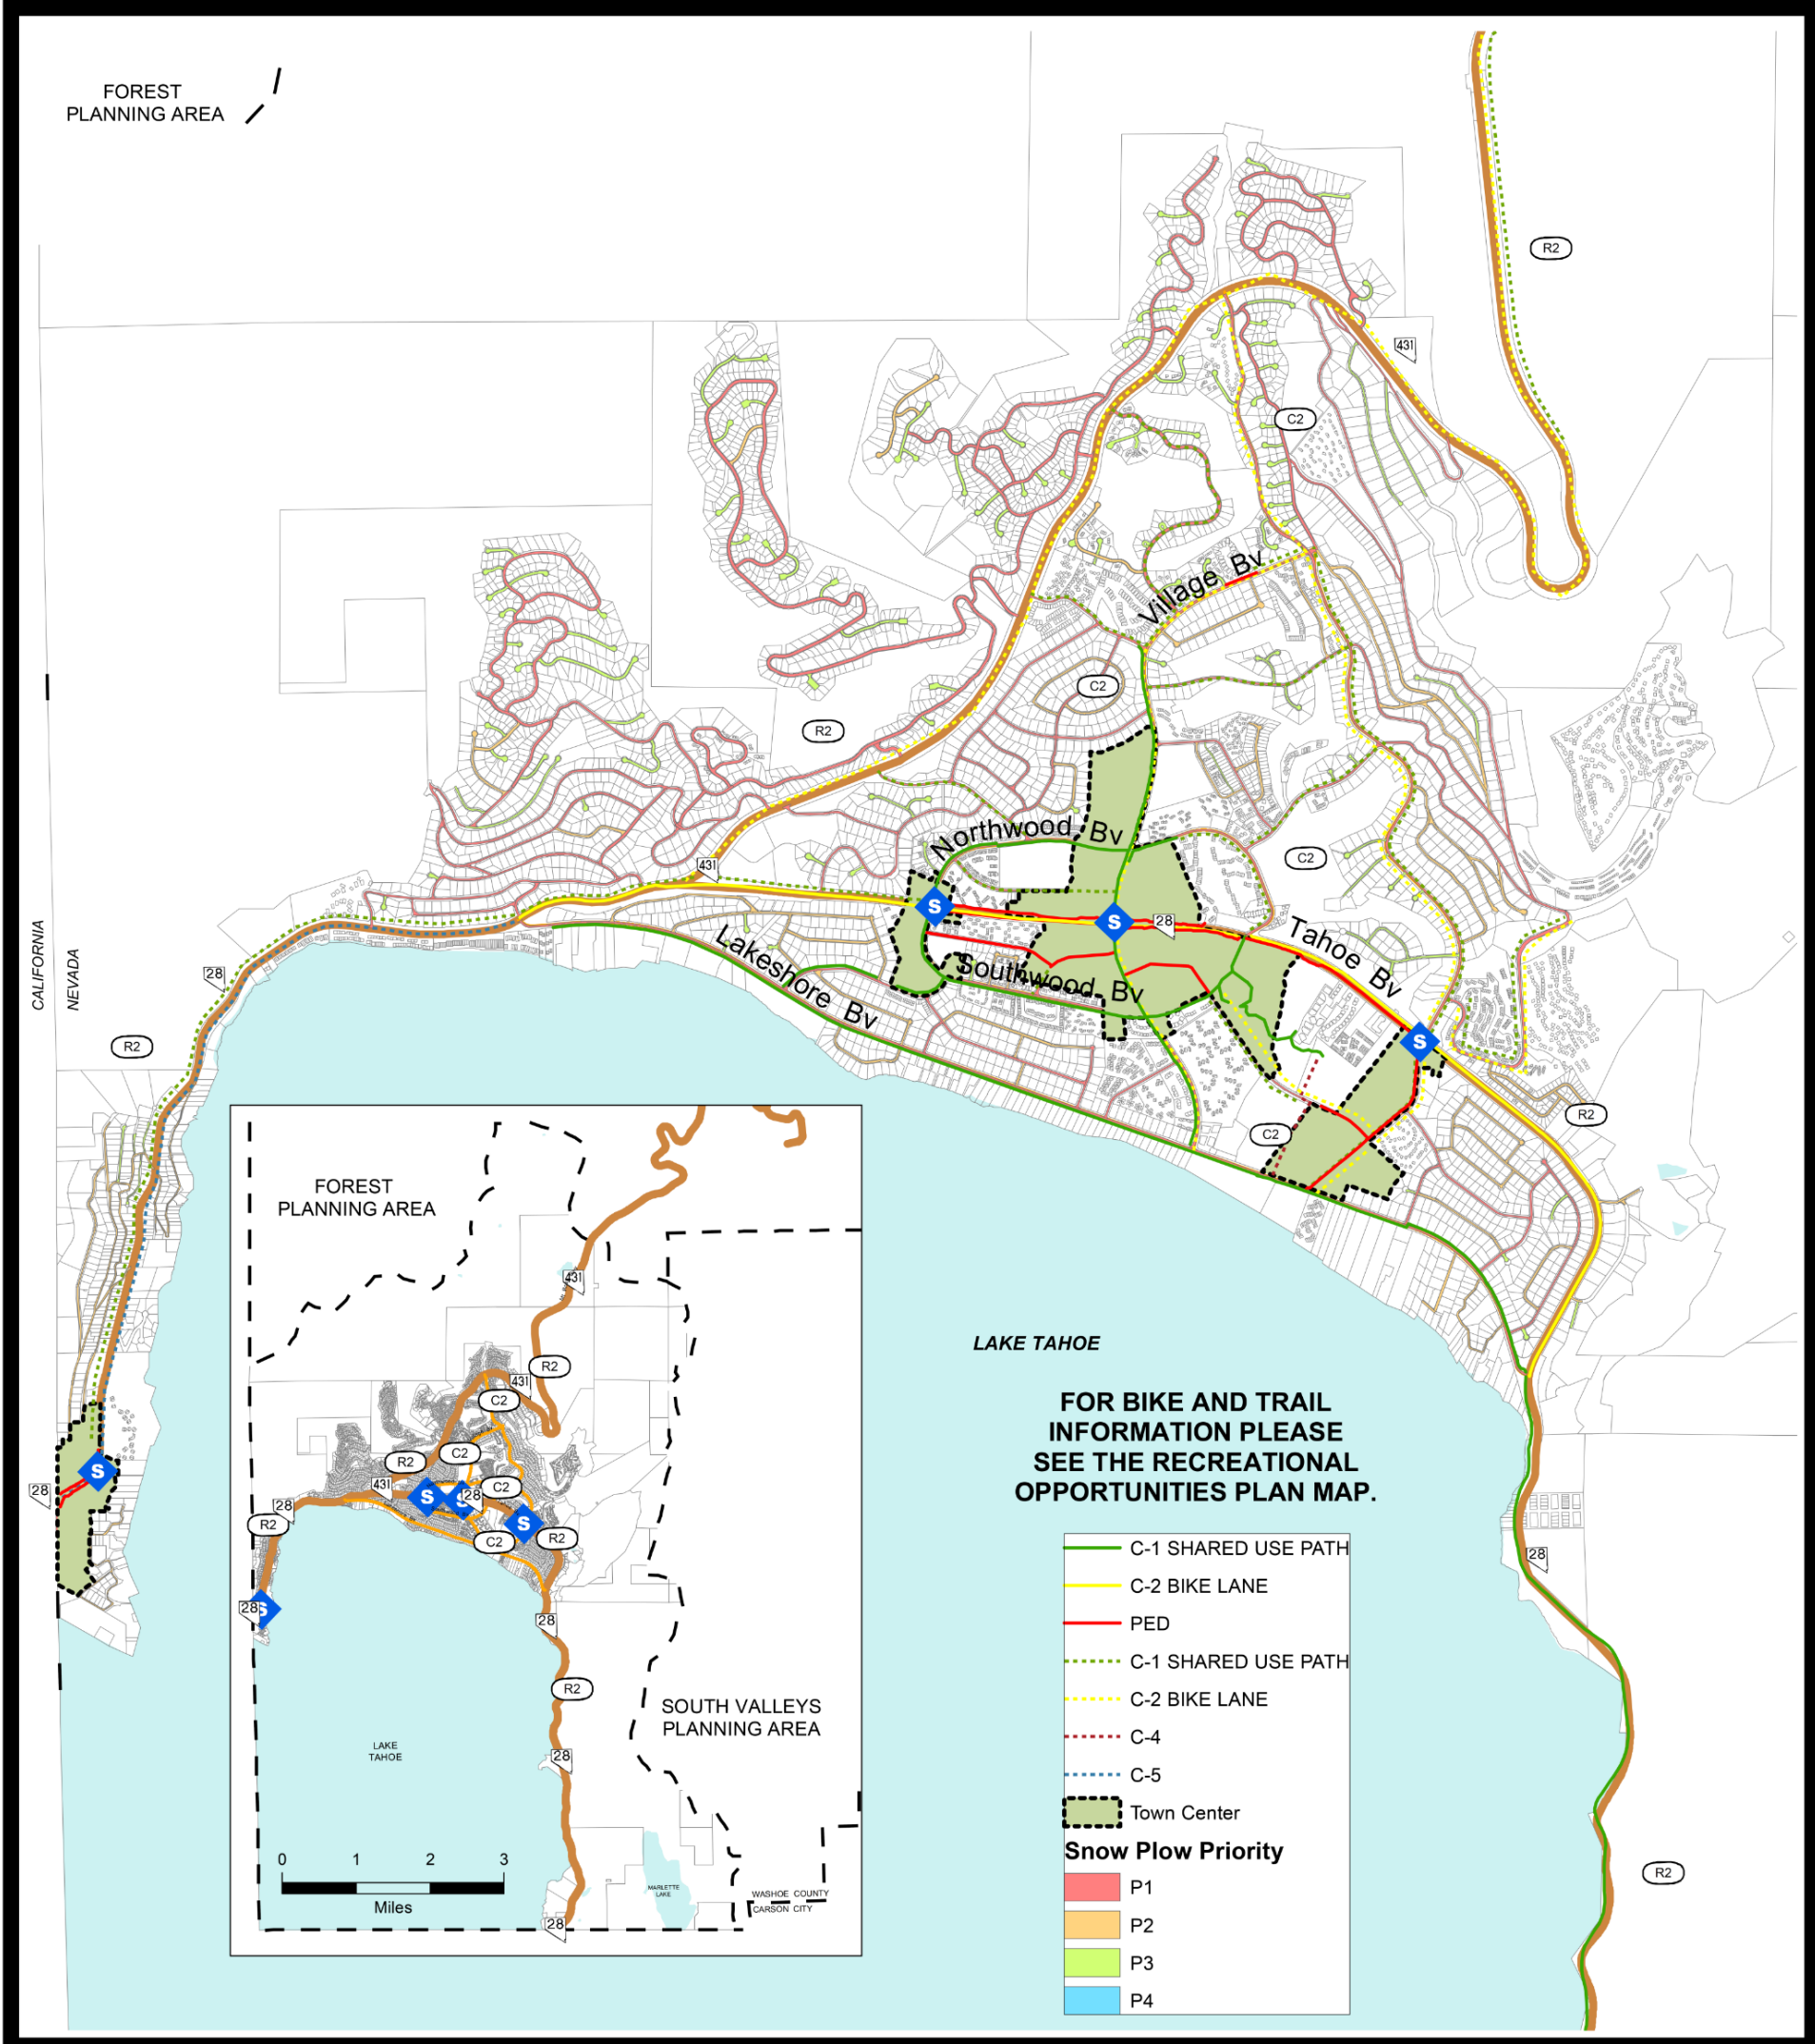 FOREST
PLANNING AREA
R2
431
C2
Village Bv
C2
R2
Northwood Bv
431
C2
S
S
28
Tahoe Bv
CALIFORNIA
NEVADA
28
Lakeshore Bv
Southwood Bv
R2
S
R2
C2
FOREST
PLANNING AREA
431
R2
431
C2
C2
R2
431
C2
S
S
28
28
S
R2
C2
R2
28
S
28
R2
SOUTH VALLEYS
PLANNING AREA
28
LAKE
TAHOE
0 1 2 3
Miles
MARLETTE
LAKE
WASHOE COUNTY
CARSON CITY
28
S
28
LAKE TAHOE
FOR BIKE AND TRAIL
INFORMATION PLEASE
SEE THE RECREATIONAL
OPPORTUNITIES PLAN MAP.
C-1 SHARED USE PATH
C-2 BIKE LANE
PED
C-1 SHARED USE PATH
C-2 BIKE LANE
C-4
C-5
Town Center
Snow Plow Priority
P1
P2
P3
P4
28
R2